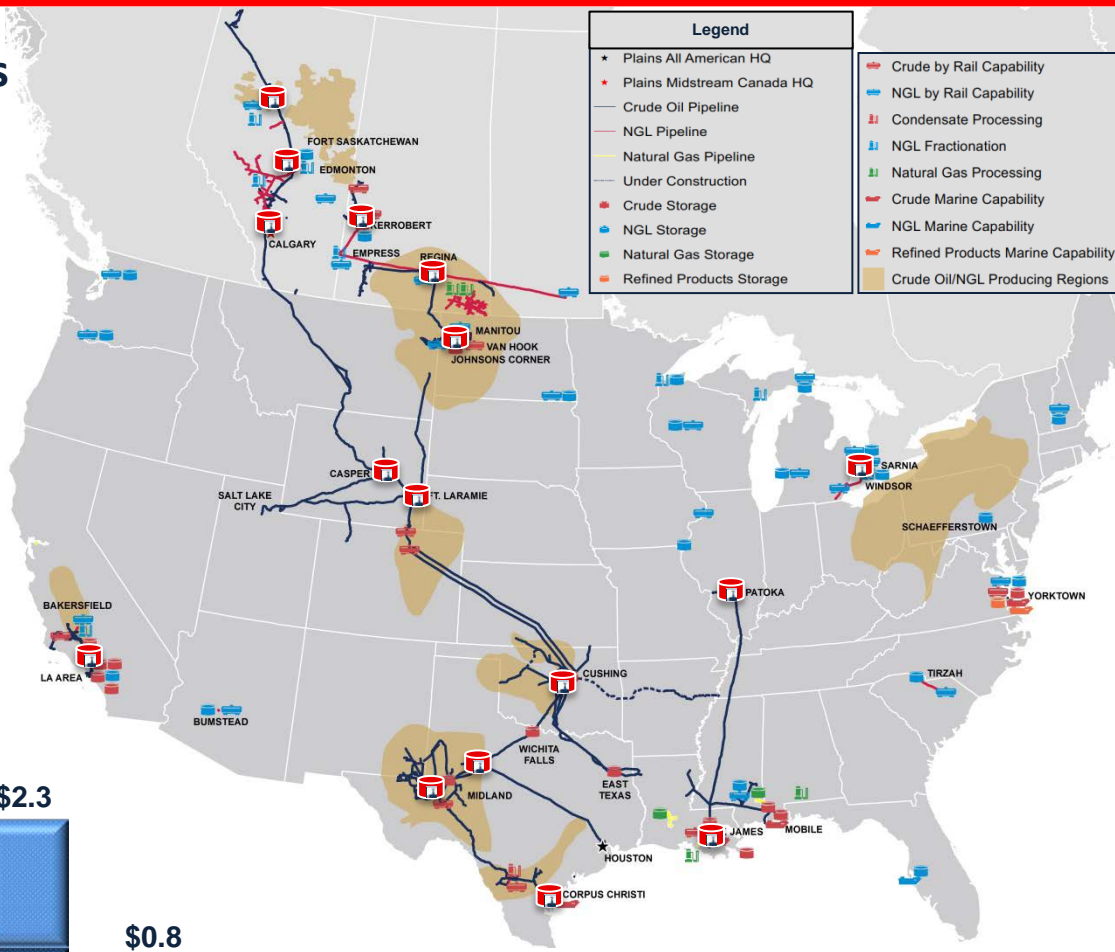 s
Legend
Plains All American HQ
Plains Midstream Canada HQ
Crude Oil Pipeline
NGL Pipeline
Natural Gas Pipeline
Under Construction
Crude Storage
NGL Storage
Natural Gas Storage
Refined Products Storage
Crude by Rail Capability
NGL by Rail Capability
Condensate Processing
NGL Fractionation
Natural Gas Processing
Crude Marine Capability
NGL Marine Capability
Refined Products Marine Capability
Crude Oil/NGL Producing Regions
FORT SASKATCHEWAN
EDMONTON
KERROBERT
CALGARY
EMPRESS
REGINA
MANITOU
VAN HOOK
JOHNSONS CORNER
CASPER
SALT LAKE
CITY
FT. LARAMIE
SARNIA
WINDSOR
SCHAEFFERSTOWN
PATOKA
YORKTOWN
BAKERSFIELD
LA AREA
BUMSTEAD
CUSHING
TIRZAH
WICHITA
FALLS
EAST
TEXAS
MIDLAND
JAMES
MOBILE
HOUSTON
CORPUS CHRISTI
$2.3
$0.8